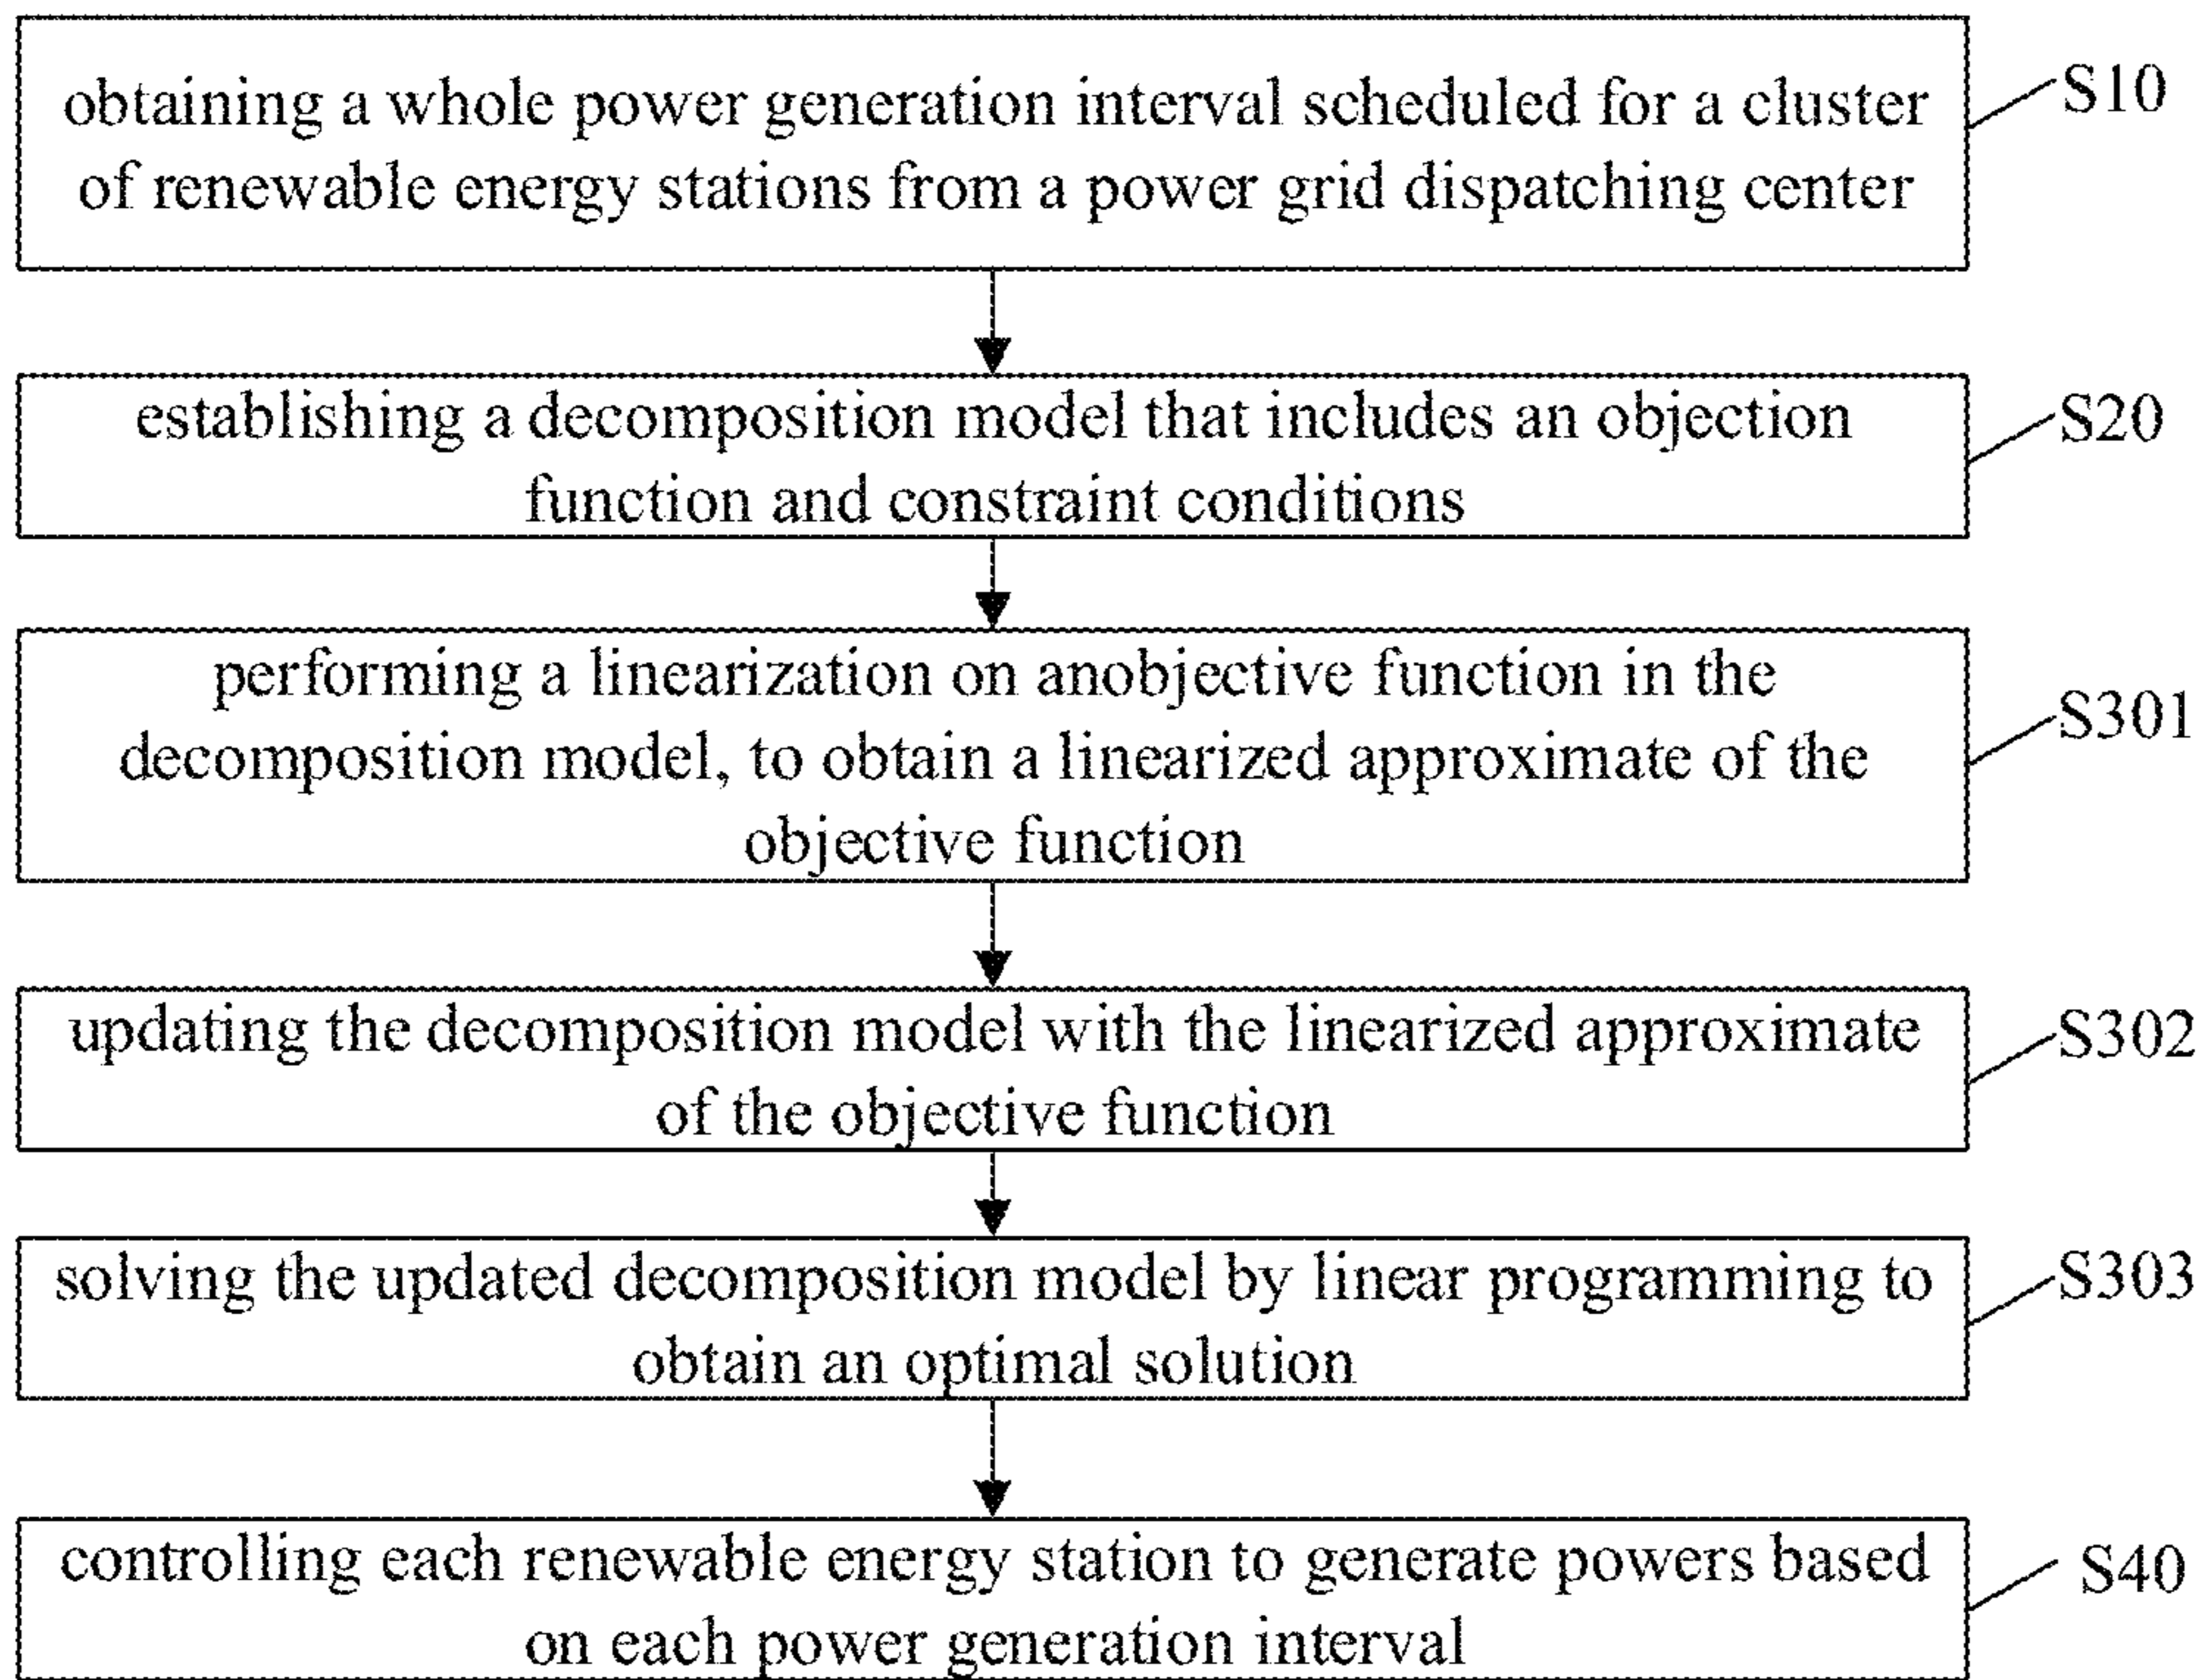 obtaining a whole power generation interval scheduled for a cluster
of renewable energy stations from a power grid dispatching center
S10
establishing a decomposition model that includes an objection
function and constraint conditions
S20
performing a linearization on anobjective function in the
decomposition model, to obtain a linearized approximate of the
objective function
S301
updating the decomposition model with the linearized approximate
of the objective function
S302
solving the updated decomposition model by linear programming to
obtain an optimal solution
S303
controlling each renewable energy station to generate powers based
on each power generation interval
S40